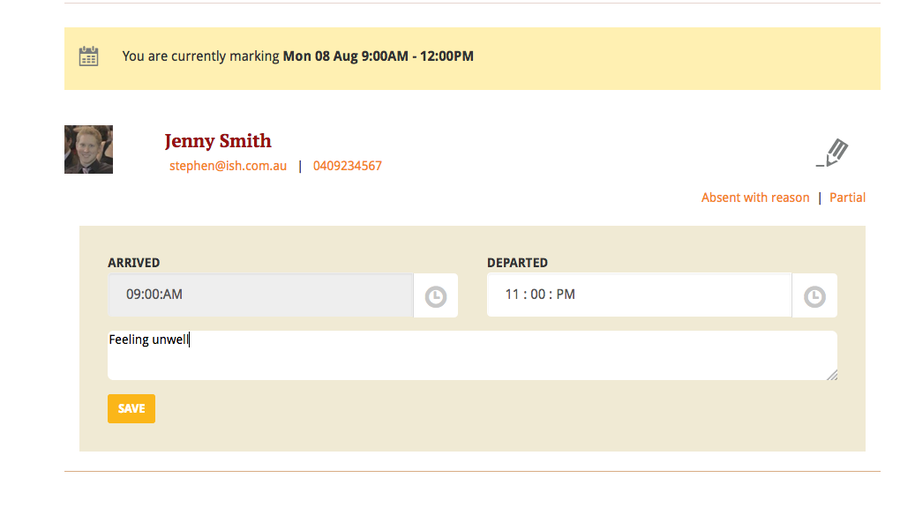 You are currently marking Mon 08 Aug 9:00AM - 12:00PM
Jenny Smith
stephen@ish.com.au | 0409234567
Absent with reason | Partial
ARRIVED DEPARTED
09:00:AM 11 : 00 : PM
Feeling unwell
SAVE